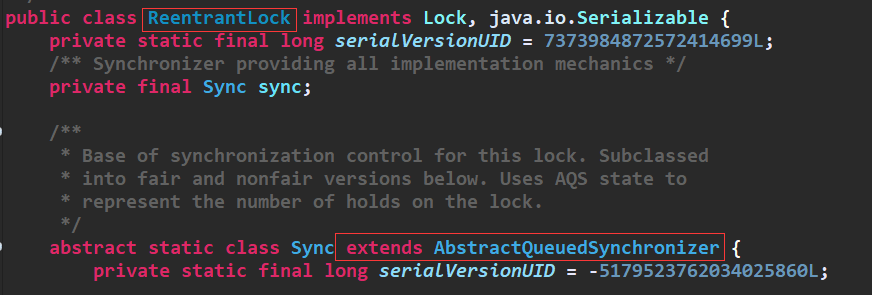 public class ReentrantLock implements Lock, java.io.Serializable {
private static final long serialVersionUID = 7373984872572414699L;
/** Synchronizer providing all implementation mechanics */
private final Sync sync;
/**
* Base of synchronization control for this lock. Subclassed
* into fair and nonfair versions below. Uses AQS state to
* represent the number of holds on the lock.
*/
abstract static class Sync extends AbstractQueuedSynchronizer {
private static final long serialVersionUID = -5179523762034025860L;